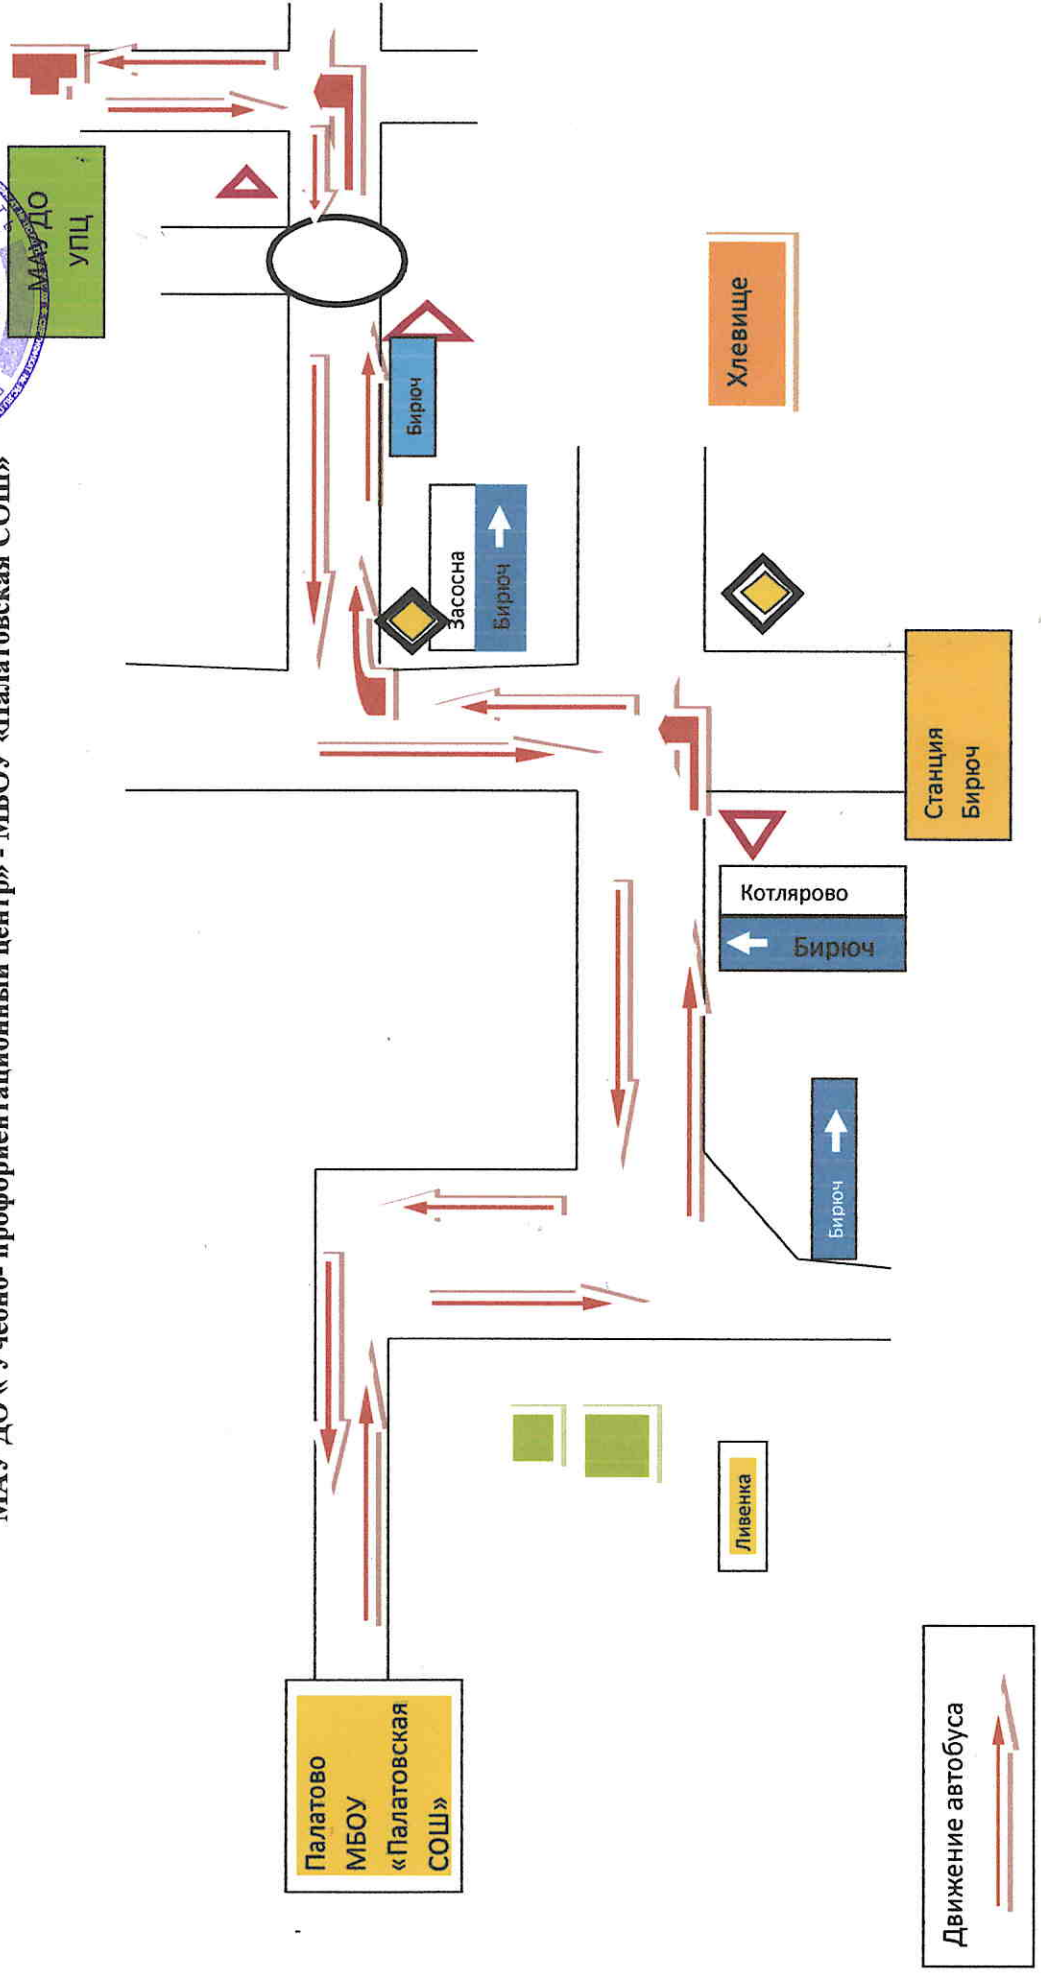 МАУ ДО « Учебно- профориентационный центр» - МБОУ «Палатовская СОШ»
Палатово
МБОУ
«Палатовская
СОШ»
Ливенка
Бирюч
Котлярово
Бирюч
Станция
Бирюч
Засосна
Бирюч
Бирюч
Хлевище
МАУ ДО
УПЦ
Движение автобуса